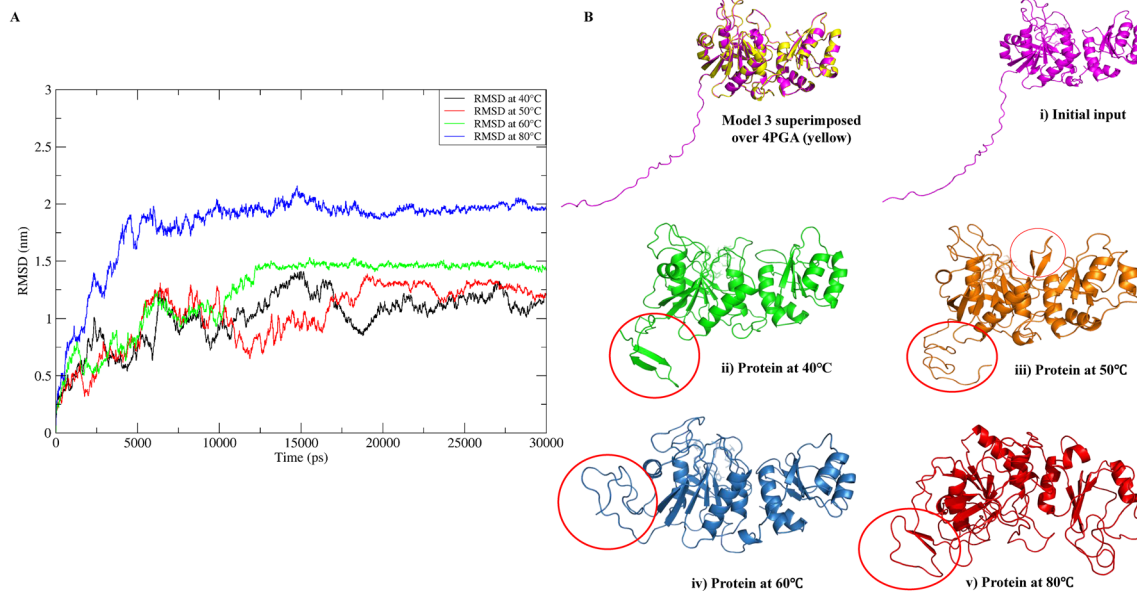 A
B
3
2.5
2
1.5
1
0.5
0
RMSD (nm)
RMSD at 40°C
RMSD at 50°C
RMSD at 60°C
RMSD at 80°C
0
5000
10000
15000
20000
25000
30000
Time (ps)
Model 3 superimposed
over 4PGA (yellow)
i) Initial input
ii) Protein at 40°C
iii) Protein at 50℃
iv) Protein at 60℃
v) Protein at 80℃